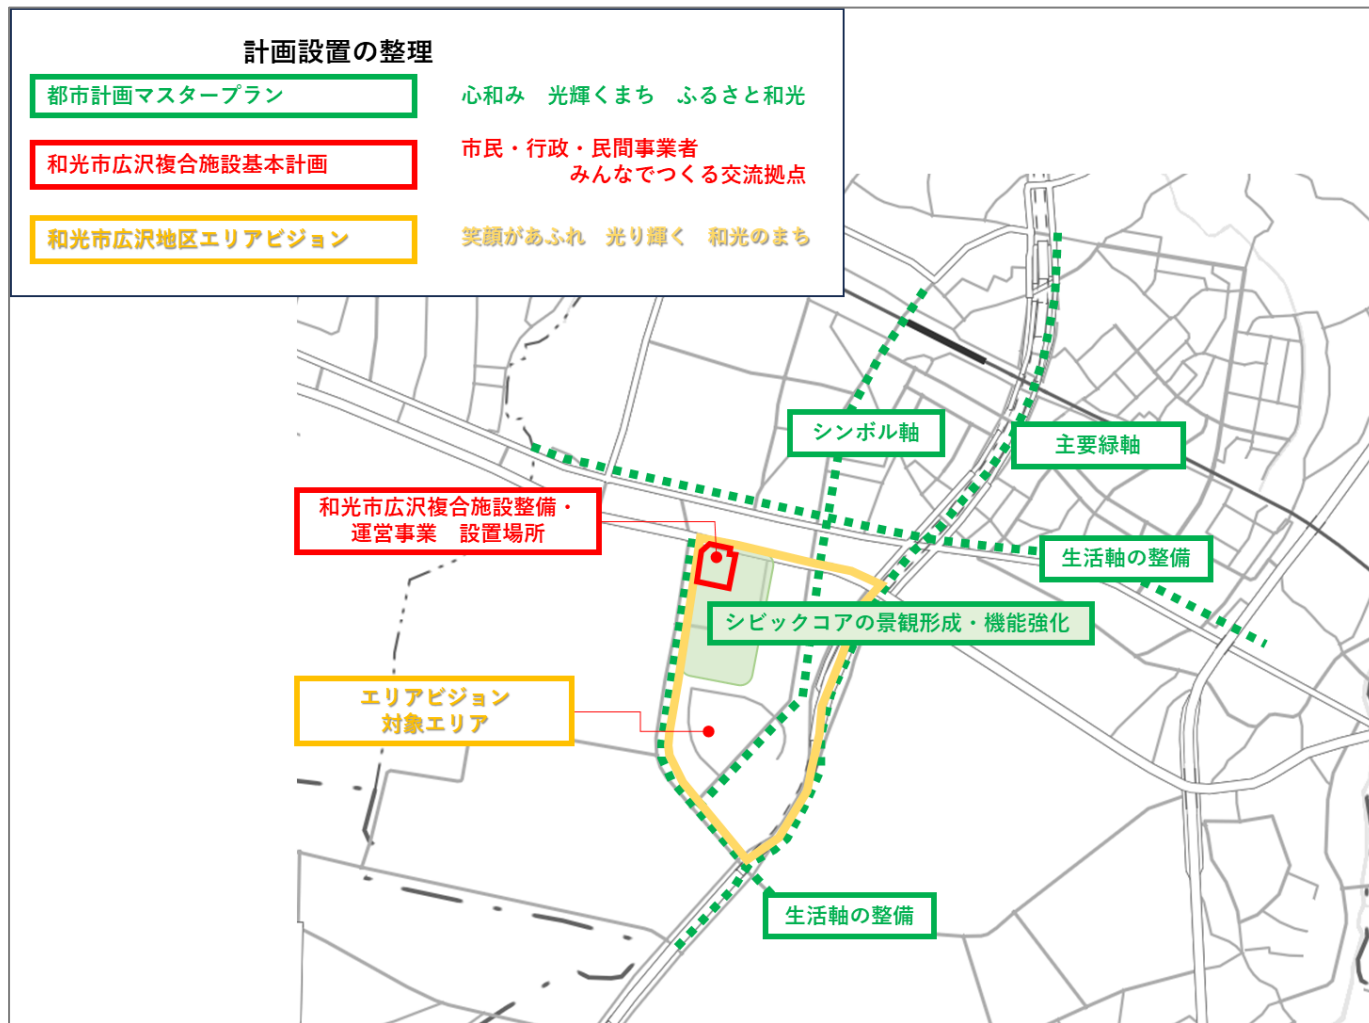 計画設置の整理
都市計画マスタープラン
心和み　光輝くまち　ふるさと和光
和光市広沢複合施設基本計画
市民・行政・民間事業者
みんなでつくる交流拠点
和光市広沢地区エリアビジョン
笑顔があふれ　光り輝く　和光のまち
シンボル軸
主要緑軸
和光市広沢複合施設整備・
運営事業　設置場所
生活軸の整備
シビックコアの景観形成・機能強化
エリアビジョン
対象エリア
生活軸の整備